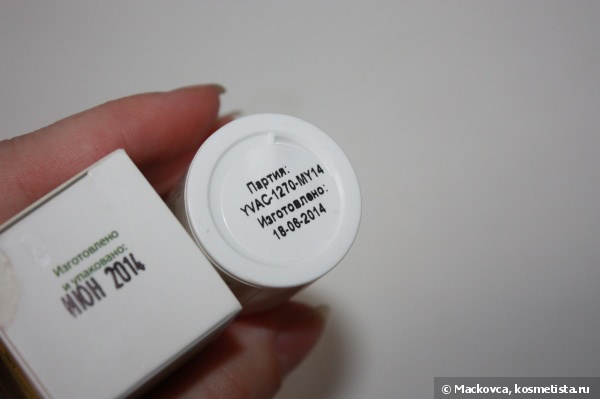 Партия:
YVAC-1270-MY14
Изготовлено:
18-06-2014
Изготовлено
и упаковано:
ИЮН 2014
© Mackovca, kosmetista.ru